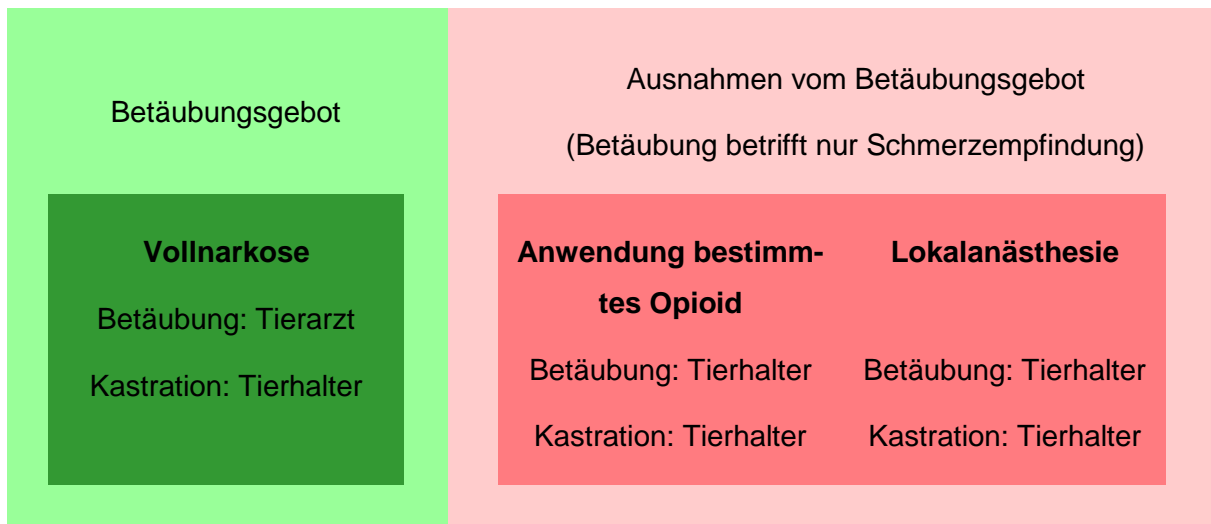 Betäubungsgebot
Ausnahmen vom Betäubungsgebot
(Betäubung betrifft nur Schmerzempfindung)
Vollnarkose
Betäubung: Tierarzt
Kastration: Tierhalter
Anwendung bestimm-
tes Opioid
Betäubung: Tierhalter
Kastration: Tierhalter
Lokalanästhesie
Betäubung: Tierhalter
Kastration: Tierhalter